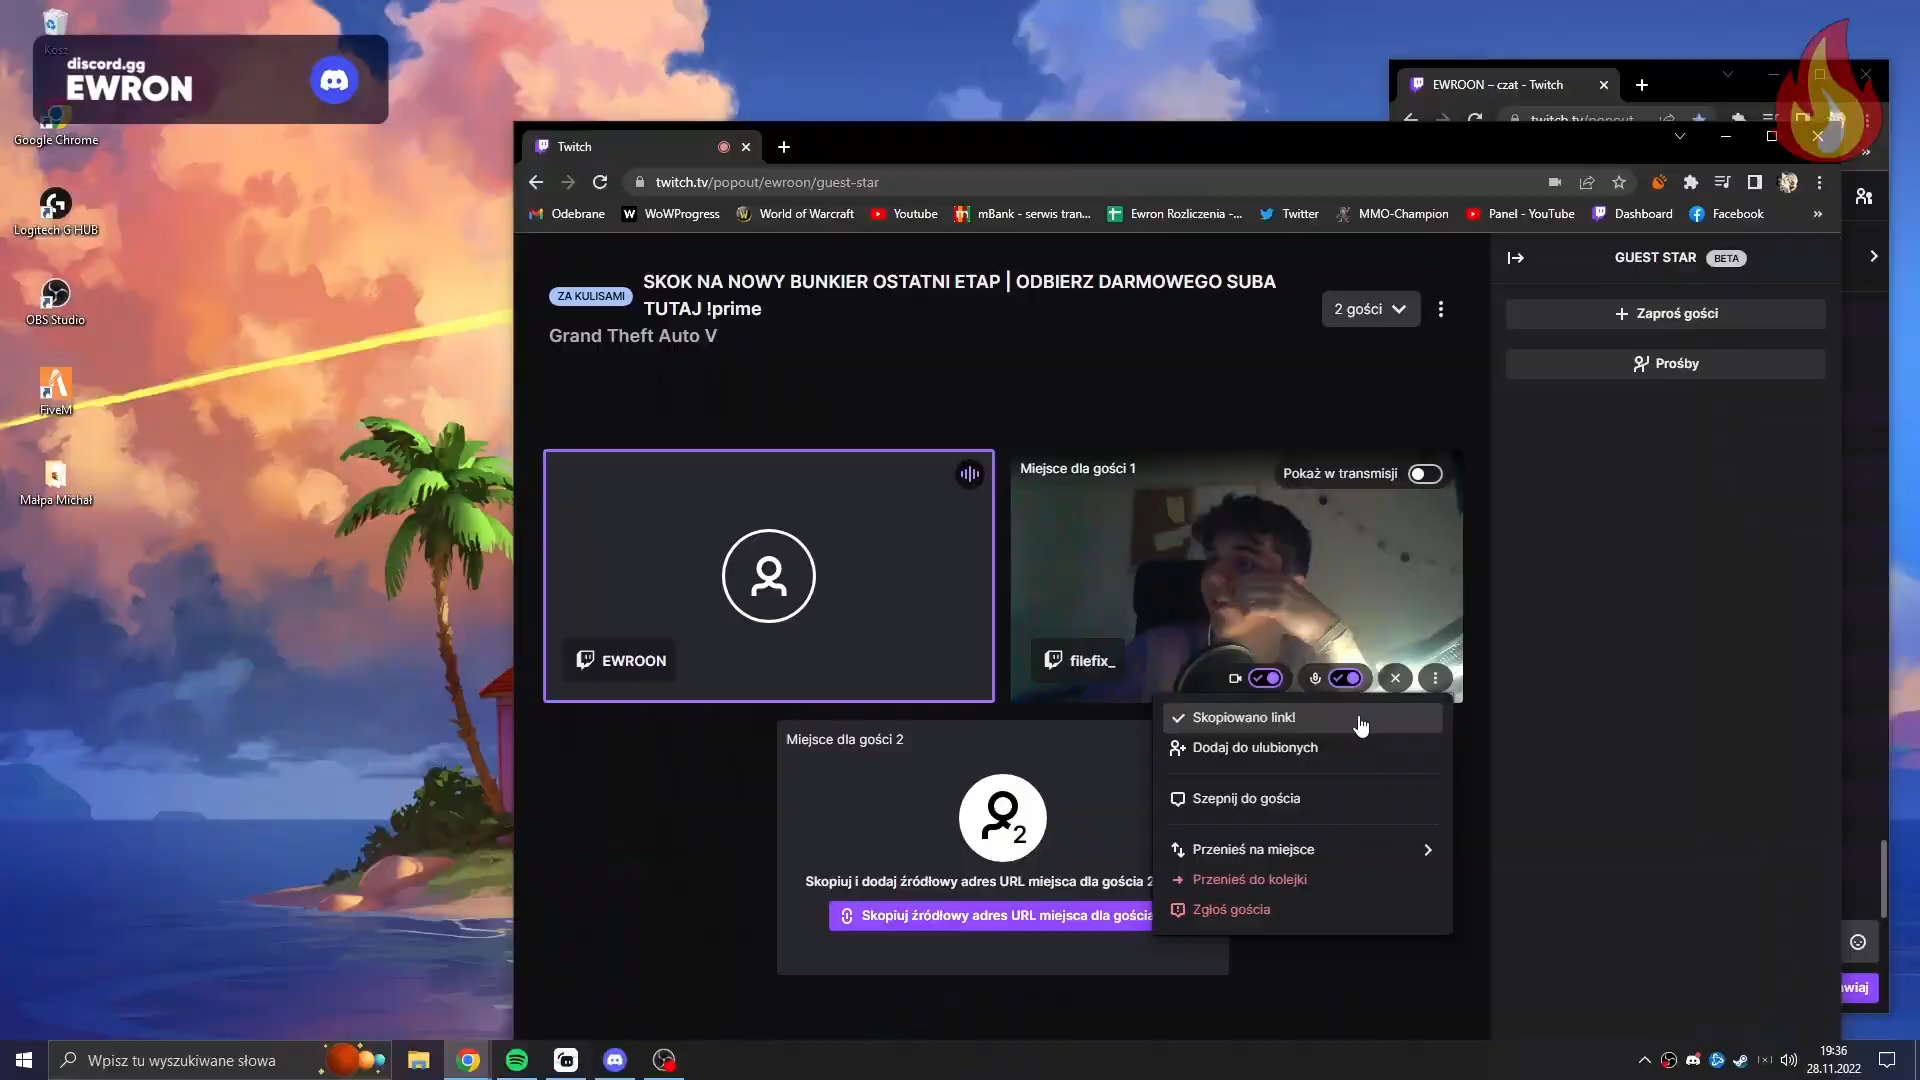 Kosz
discord.gg
EWRON
Google Chrome
Logitech G HUB
OBS Studio
FiveM
Małpa Michał
EWROON – czat - Twitch
twitch.tv/popout
Twitch
twitch.tv/popout/ewroon/guest-star
Odebrane
WoWProgress
World of Warcraft
Youtube
mBank - serwis tran...
Ewron Rozliczenia -...
Twitter
MMO-Champion
Panel - YouTube
Dashboard
Facebook
»
ZA KULISAMI
SKOK NA NOWY BUNKIER OSTATNI ETAP | ODBIERZ DARMOWEGO SUBA
TUTAJ !prime
Grand Theft Auto V
2 gości
GUEST STAR BETA
Zaproś gości
Prośby
EWROON
Miejsce dla gości 1
Pokaż w transmisji
filefix_
Skopiowano link!
Dodaj do ulubionych
Szepnij do gościa
Przenieś na miejsce
Przenieś do kolejki
Zgłoś gościa
Miejsce dla gości 2
2
Skopiuj i dodaj źródłowy adres URL miejsca dla gościa 2
Skopiuj źródłowy adres URL miejsca dla gościa
wiaj
Wpisz tu wyszukiwane słowa
19:36
28.11.2022